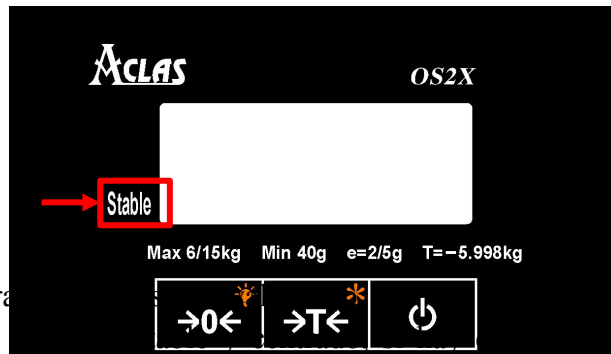 ACLAS
OS2X
Stable
Max 6/15kg Min 40g e=2/5g T=−5.998kg
→0← →T←